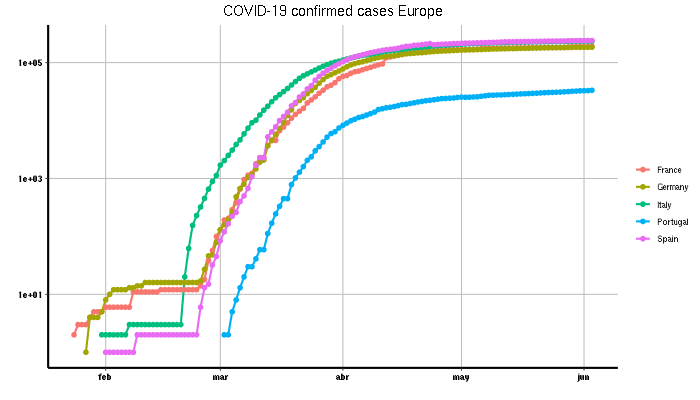 COVID-19 confirmed cases Europe
1e+05
1e+03
1e+01
feb mar abr may jun
France
Germany
Italy
Portugal
Spain